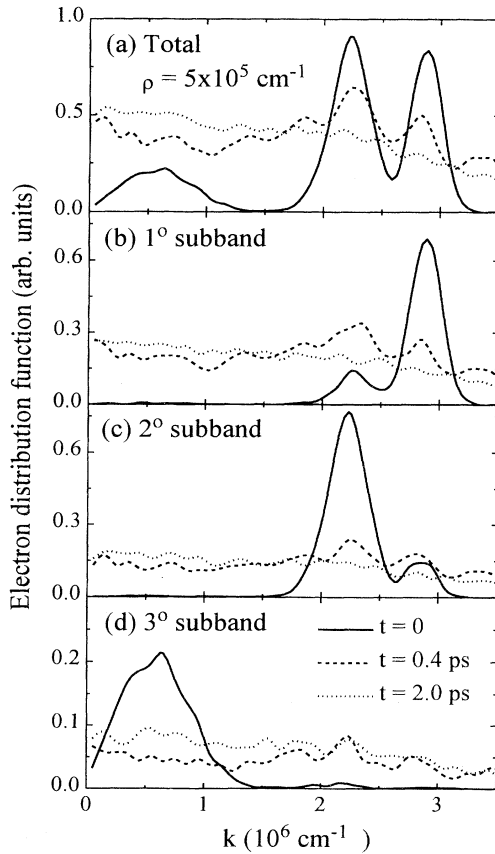 (a) Total
ρ = 5x10⁵ cm⁻¹
1.0
0.5
0.0
(b) 1° subband
0.6
0.3
0.0
(c) 2° subband
0.6
0.3
0.0
(d) 3° subband
t = 0
t = 0.4 ps
t = 2.0 ps
0.2
0.1
0.0
0 1 2 3
k (10⁶ cm⁻¹)
Electron distribution function (arb. units)